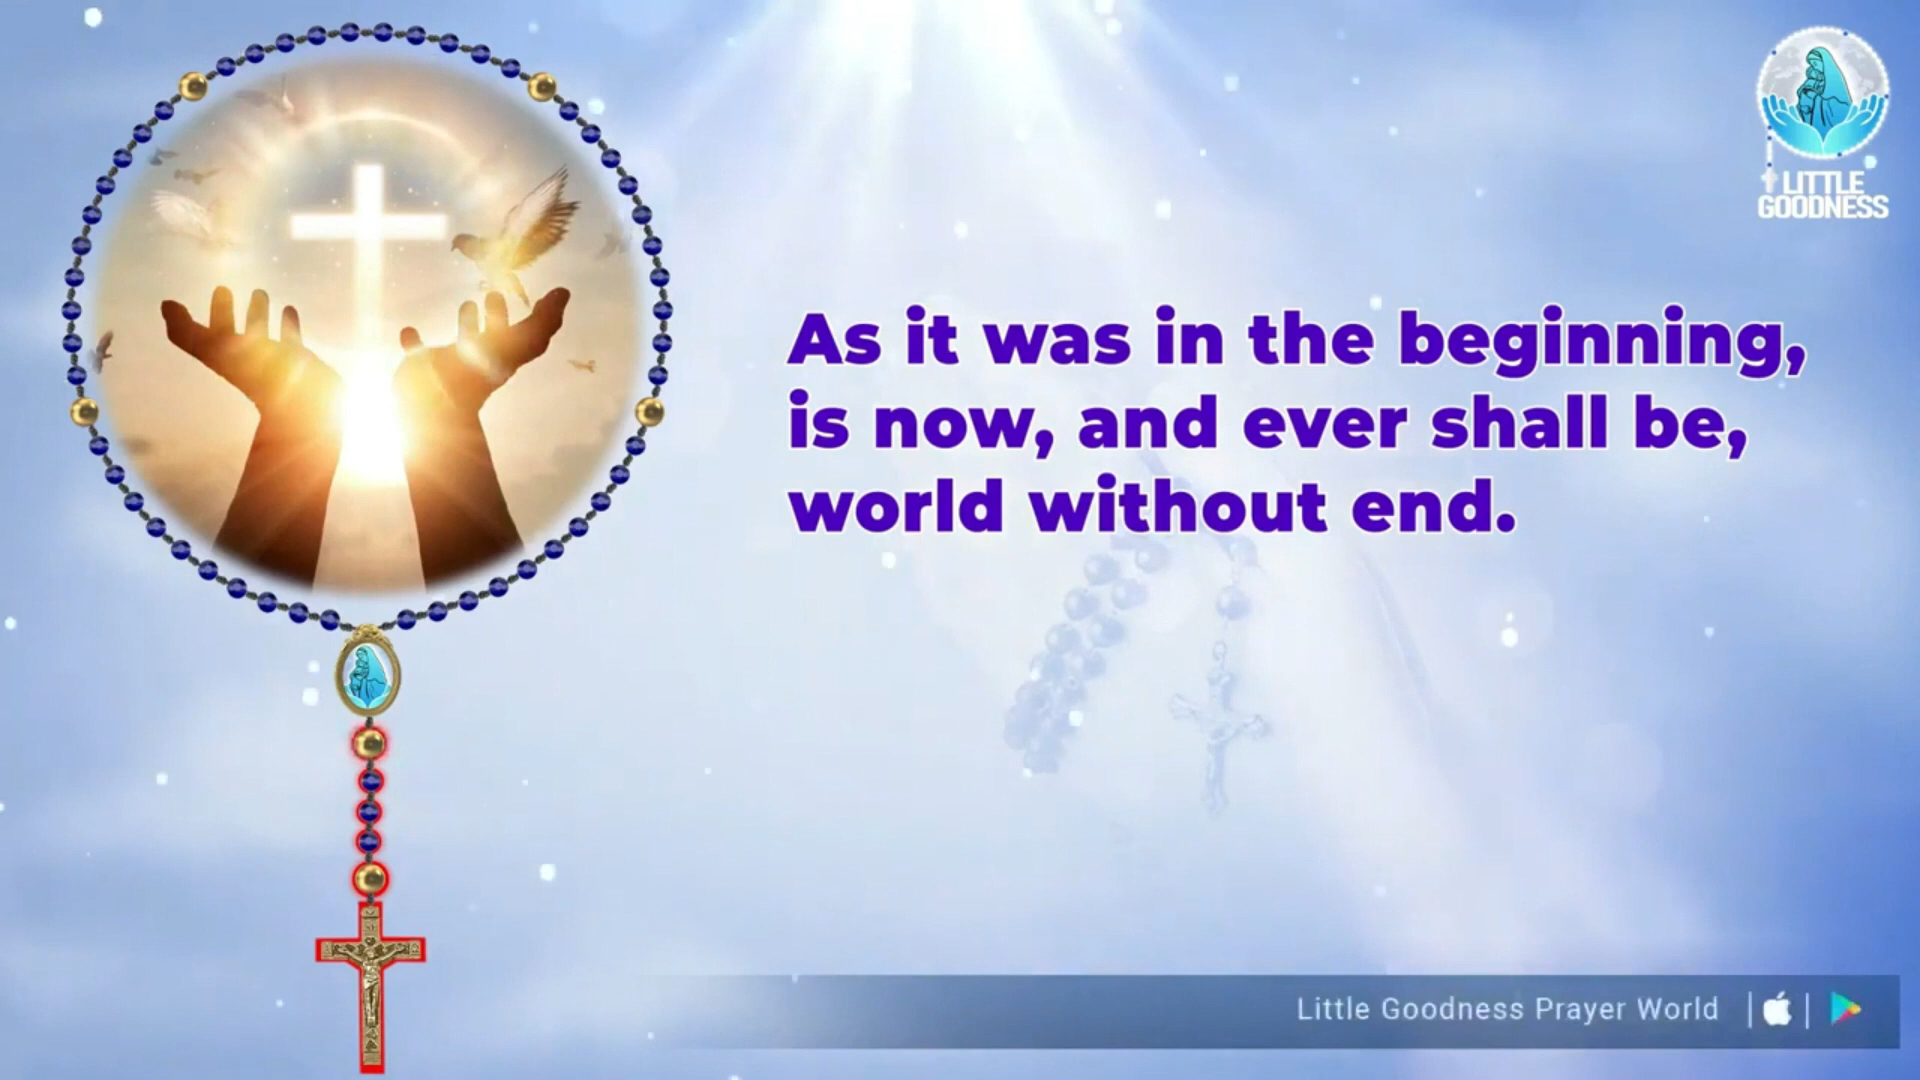 LITTLE
GOODNESS
As it was in the beginning,
is now, and ever shall be,
world without end.
Little Goodness Prayer World